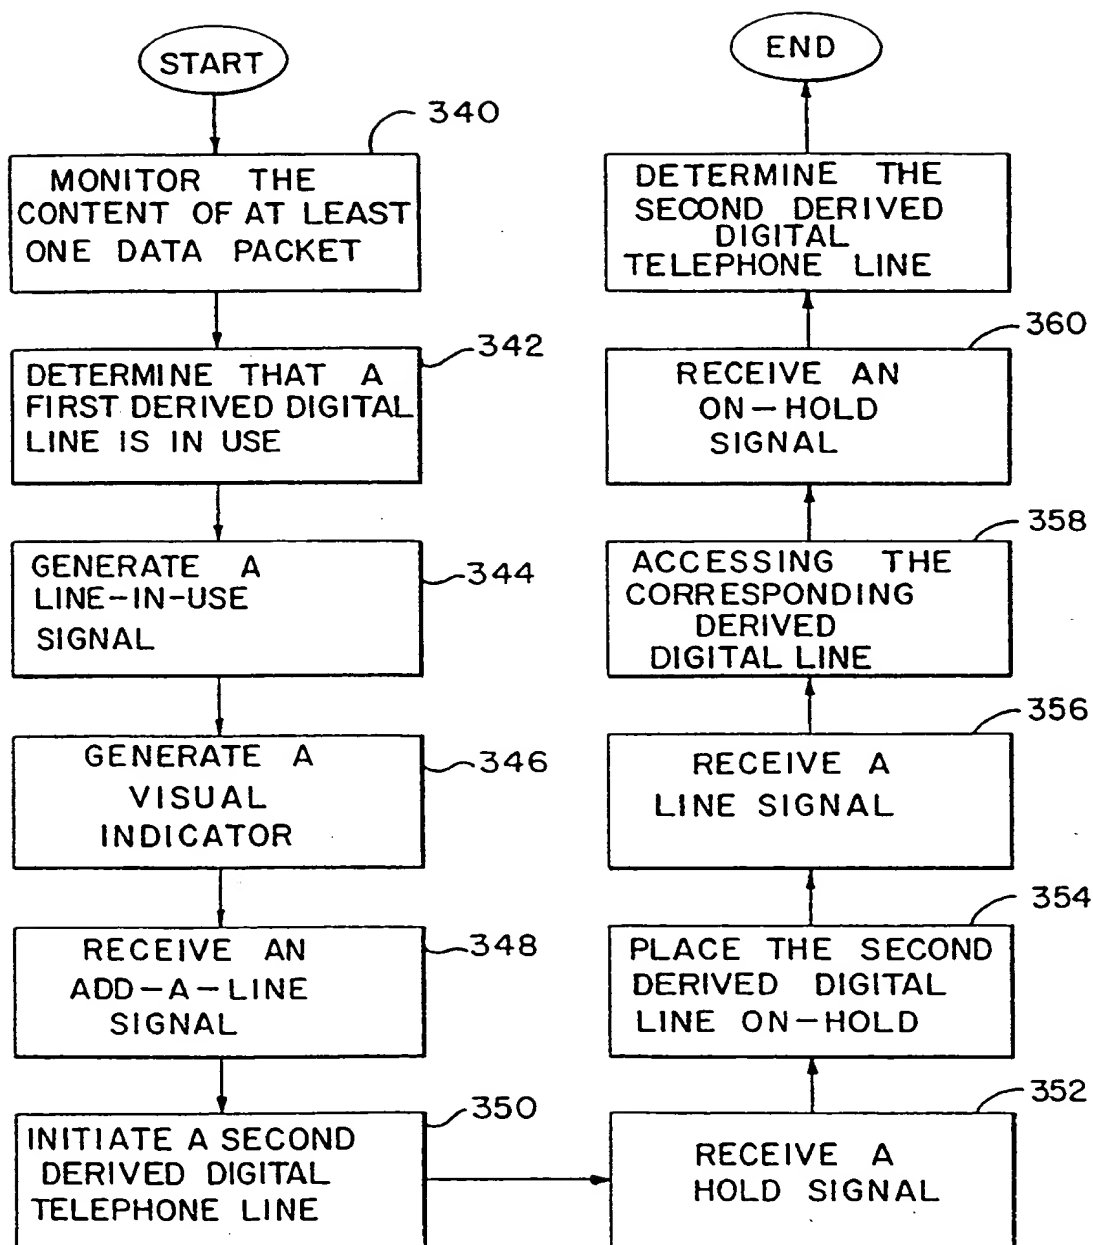 START
340
MONITOR THE
CONTENT OF AT LEAST
ONE DATA PACKET
342
DETERMINE THAT A
FIRST DERIVED DIGITAL
LINE IS IN USE
344
GENERATE A
LINE-IN-USE
SIGNAL
346
GENERATE A
VISUAL
INDICATOR
348
RECEIVE AN
ADD-A-LINE
SIGNAL
350
INITIATE A SECOND
DERIVED DIGITAL
TELEPHONE LINE
352
RECEIVE A
HOLD SIGNAL
354
PLACE THE SECOND
DERIVED DIGITAL
LINE ON-HOLD
356
RECEIVE A
LINE SIGNAL
358
ACCESSING THE
CORRESPONDING
DERIVED
DIGITAL LINE
360
RECEIVE AN
ON-HOLD
SIGNAL
DETERMINE THE
SECOND DERIVED
DIGITAL
TELEPHONE LINE
END